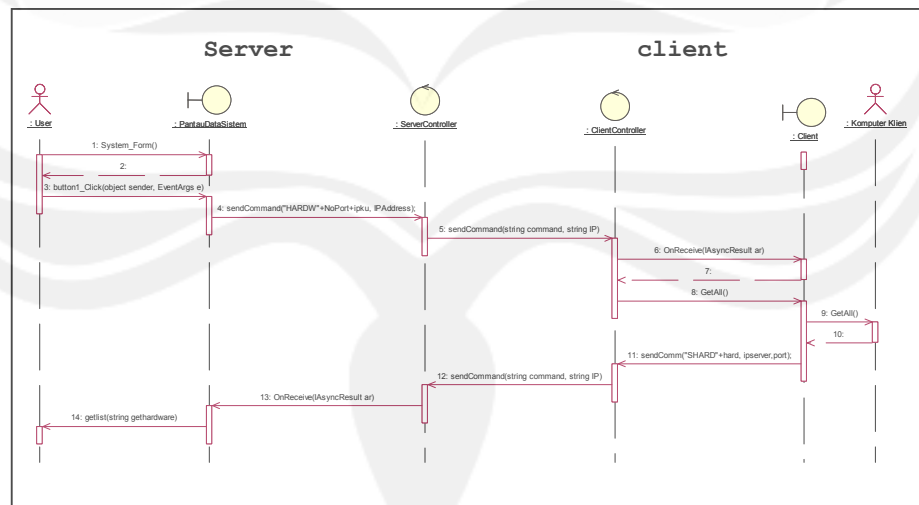 Server
client
: User
: PantauDataSistem
: ServerController
: ClientController
: Client
: Komputer Klien
1: System_Form()
2:
3: button1_Click(object sender, EventArgs e)
4: sendCommand("HARDW"+NoPort+ipku, IPAddress);
5: sendCommand(string command, string IP)
6: OnReceive(IAsyncResult ar)
7:
8: GetAll()
9: GetAll()
10:
11: sendComm("SHARD"+hard, ipserver,port);
12: sendCommand(string command, string IP)
13: OnReceive(IAsyncResult ar)
14: getlist(string gethardware)